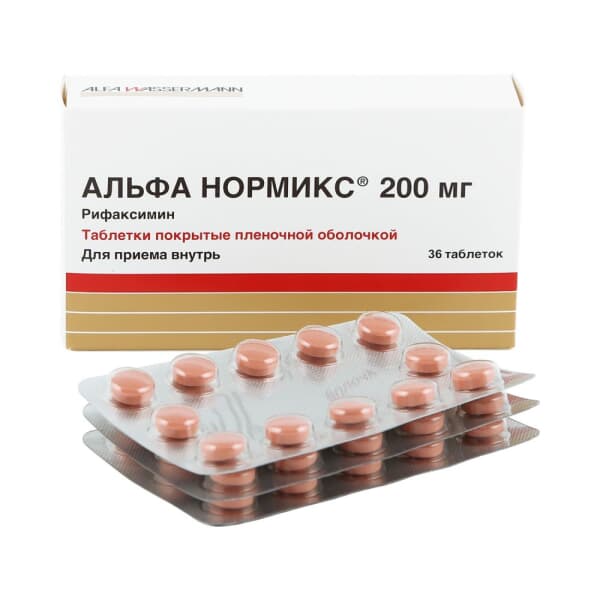 ALFA WASSERMANN
АЛЬФА НОРМИКС® 200 мг
Рифаксимин
Таблетки покрытые пленочной оболочкой
Для приема внутрь
36 таблеток